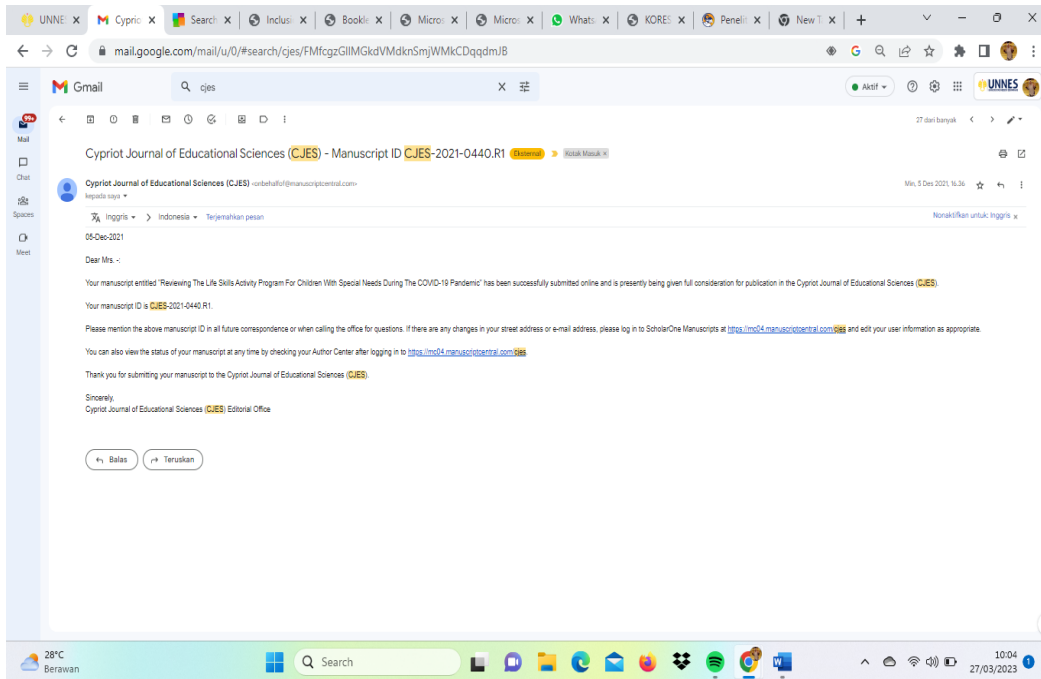 UNNE:
Cyprio
Search
Inclusi
Bookle
Micros
Micros
Whats
KORES
Penelit
New T
mail.google.com/mail/u/0/#search/cjes/FMfcgzGllMGkdVMdknSmjWMkCDqqdmJB
Gmail
cjes
Aktif
UNNES
99+
Mail
Chat
Spaces
Meet
27 dari banyak
Cypriot Journal of Educational Sciences (CJES) - Manuscript ID CJES-2021-0440.R1 Eksternal Kotak Masuk x
Cypriot Journal of Educational Sciences (CJES) <onbehalfof@manuscriptcentral.com>
Min, 5 Des 2021, 16.36
kepada saya
Inggris > Indonesia Terjemahkan pesan
Nonaktifkan untuk: Inggris x
05-Dec-2021
Dear Mrs. -:
Your manuscript entitled "Reviewing The Life Skills Activity Program For Children With Special Needs During The COVID-19 Pandemic" has been successfully submitted online and is presently being given full consideration for publication in the Cypriot Journal of Educational Sciences (CJES).
Your manuscript ID is CJES-2021-0440.R1.
Please mention the above manuscript ID in all future correspondence or when calling the office for questions. If there are any changes in your street address or e-mail address, please log in to ScholarOne Manuscripts at https://mc04.manuscriptcentral.com/cjes and edit your user information as appropriate.
You can also view the status of your manuscript at any time by checking your Author Center after logging in to https://mc04.manuscriptcentral.com/cjes.
Thank you for submitting your manuscript to the Cypriot Journal of Educational Sciences (CJES).
Sincerely,
Cypriot Journal of Educational Sciences (CJES) Editorial Office
Balas
Teruskan
28°C
Berawan
Search
10:04
27/03/2023
1